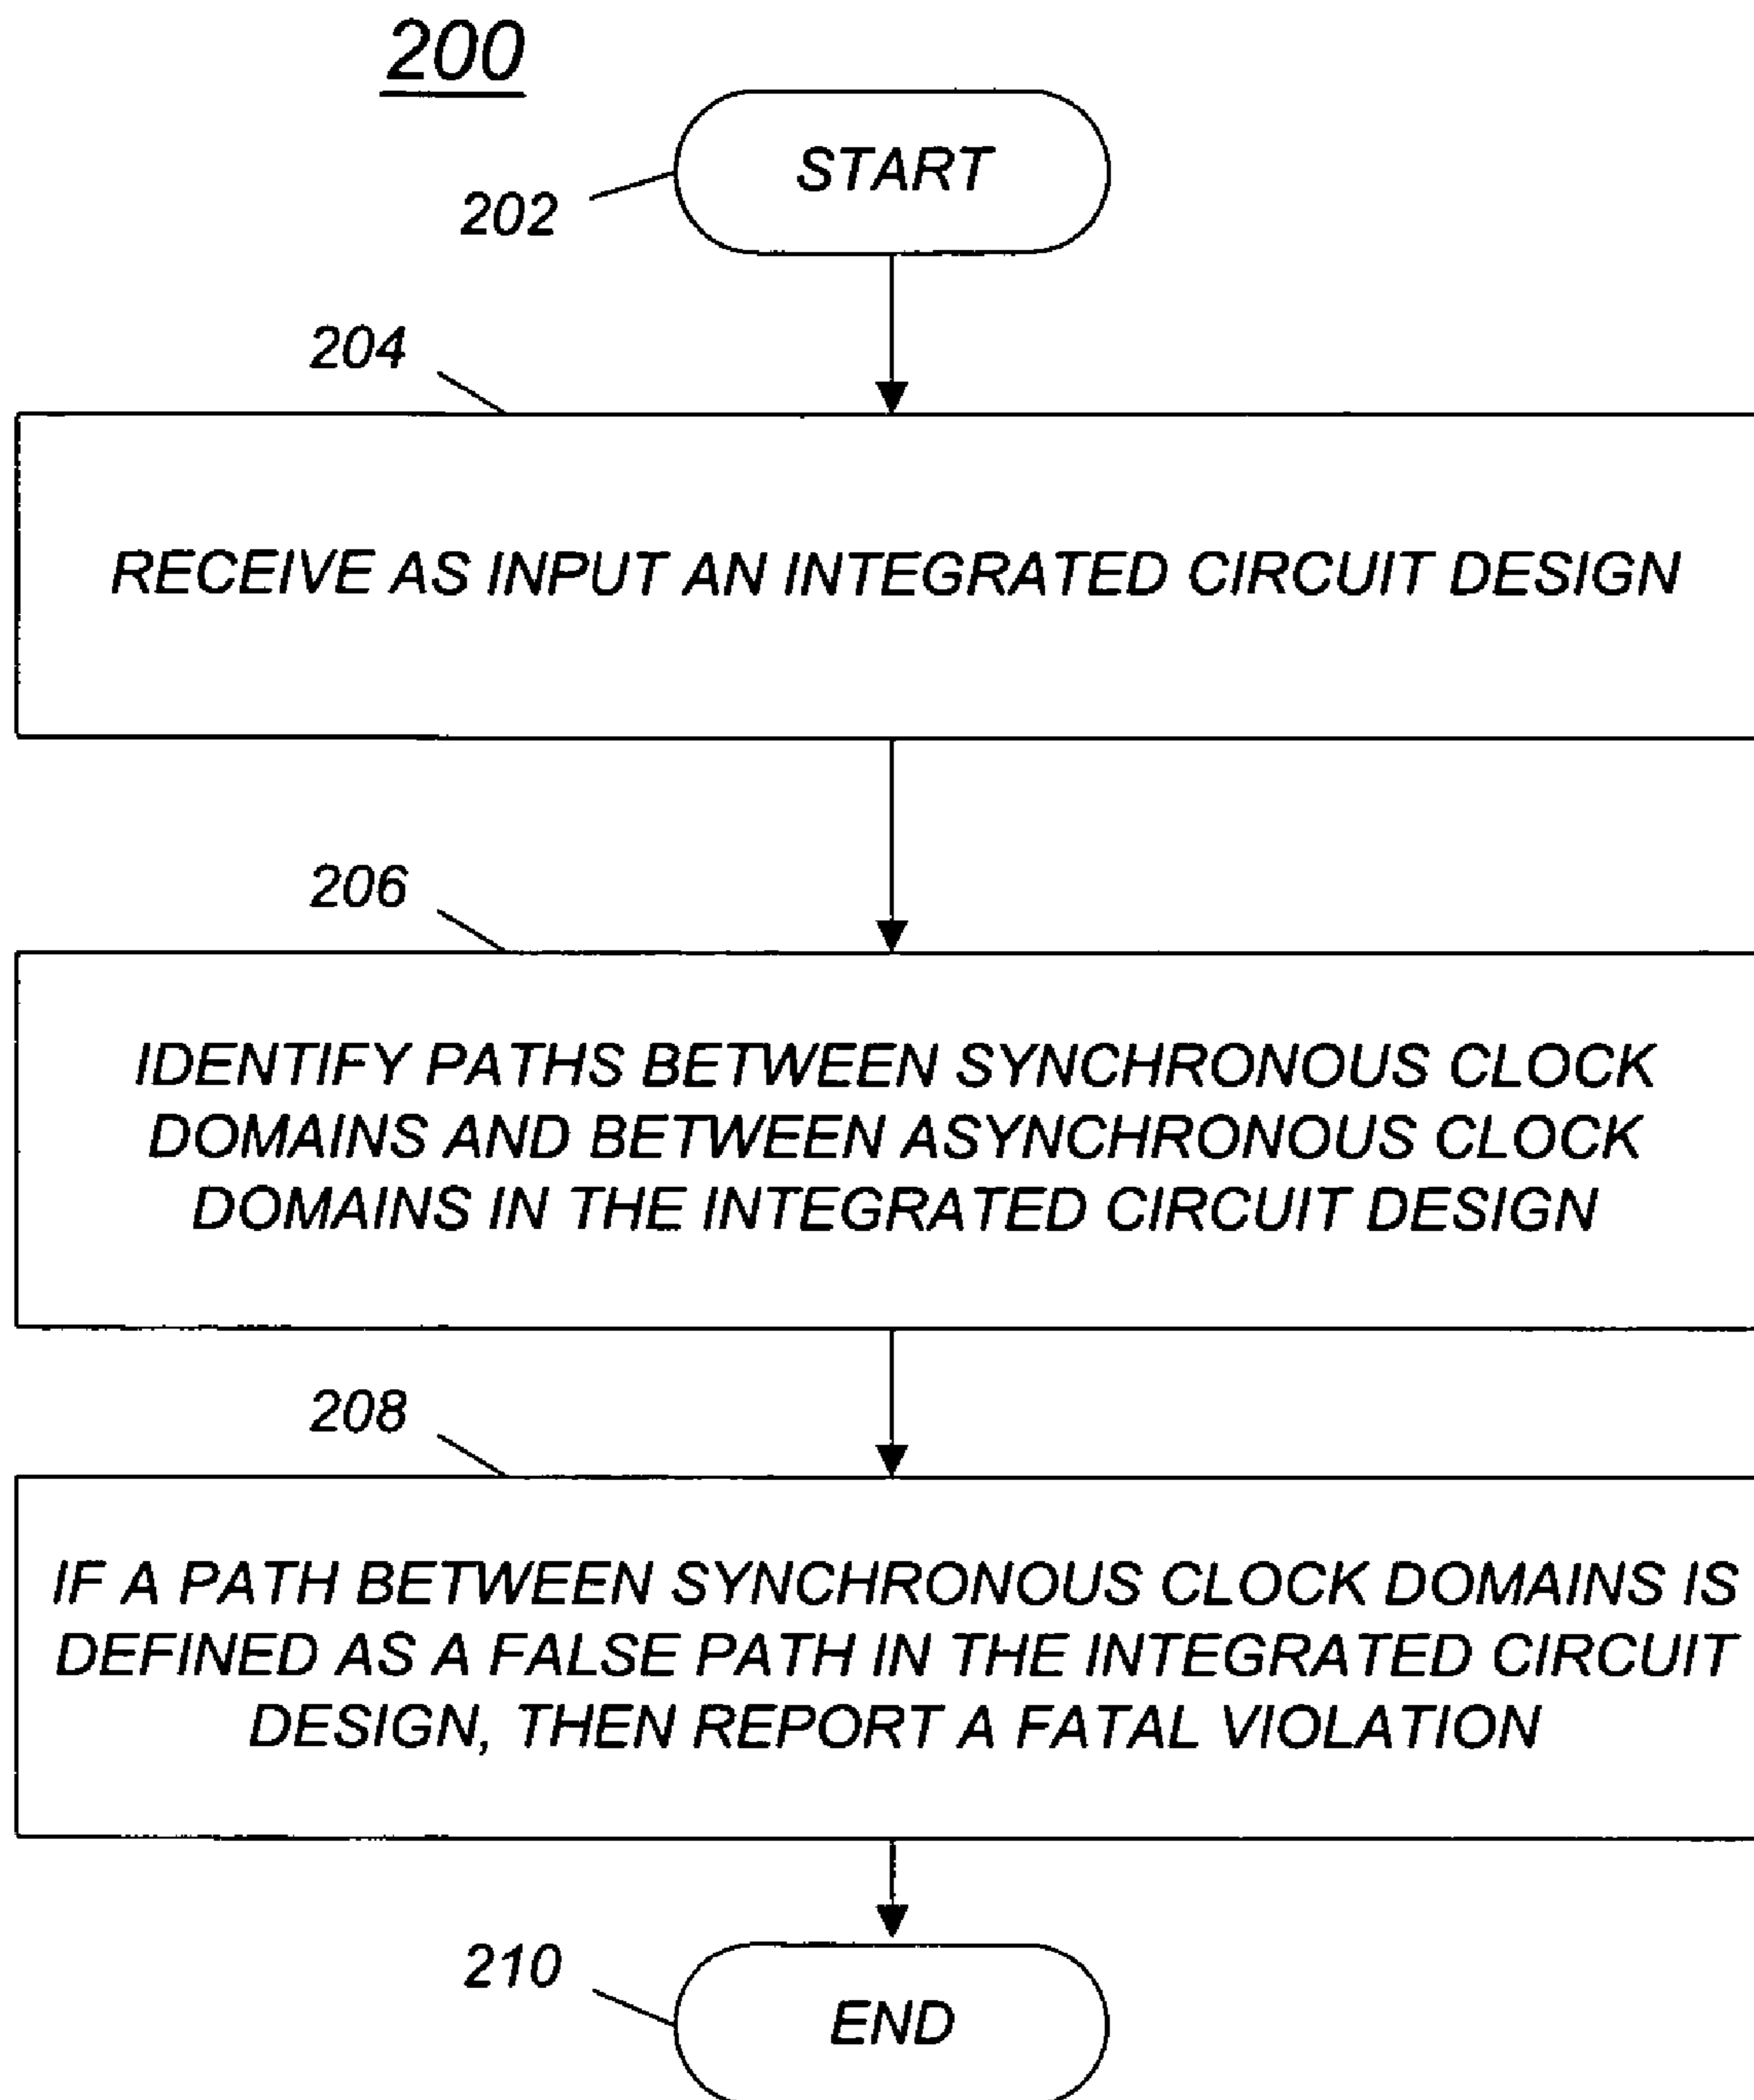 200
START
202
204
RECEIVE AS INPUT AN INTEGRATED CIRCUIT DESIGN
206
IDENTIFY PATHS BETWEEN SYNCHRONOUS CLOCK
DOMAINS AND BETWEEN ASYNCHRONOUS CLOCK
DOMAINS IN THE INTEGRATED CIRCUIT DESIGN
208
IF A PATH BETWEEN SYNCHRONOUS CLOCK DOMAINS IS
DEFINED AS A FALSE PATH IN THE INTEGRATED CIRCUIT
DESIGN, THEN REPORT A FATAL VIOLATION
210
END